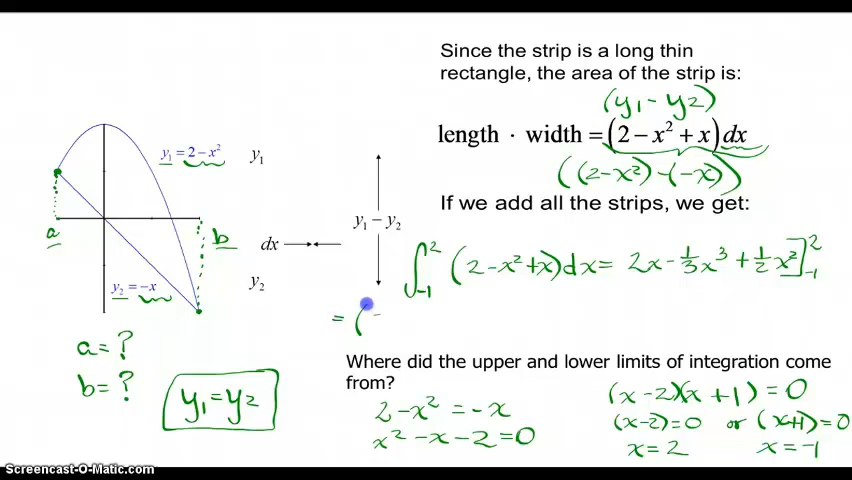 Since the strip is a long thin
rectangle, the area of the strip is:
(y₁ - y₂)
length · width = (2 − x² + x) dx
((2-x²) - (-x))
If we add all the strips, we get:
y₁ = 2 − x²
y₁
y₁ − y₂
dx
y₂
y₂ = −x
a
b
∫₋₁² (2-x²+x)dx = 2x - 1/3 x³ + 1/2 x²]₋₁²
= (
a = ?
b = ?
y₁ = y₂
Where did the upper and lower limits of integration come
from?
2-x² = -x
x² - x - 2 = 0
(x-2)(x+1) = 0
(x-2)=0 or (x+1)=0
x=2 x=-1
Screencast-O-Matic.com